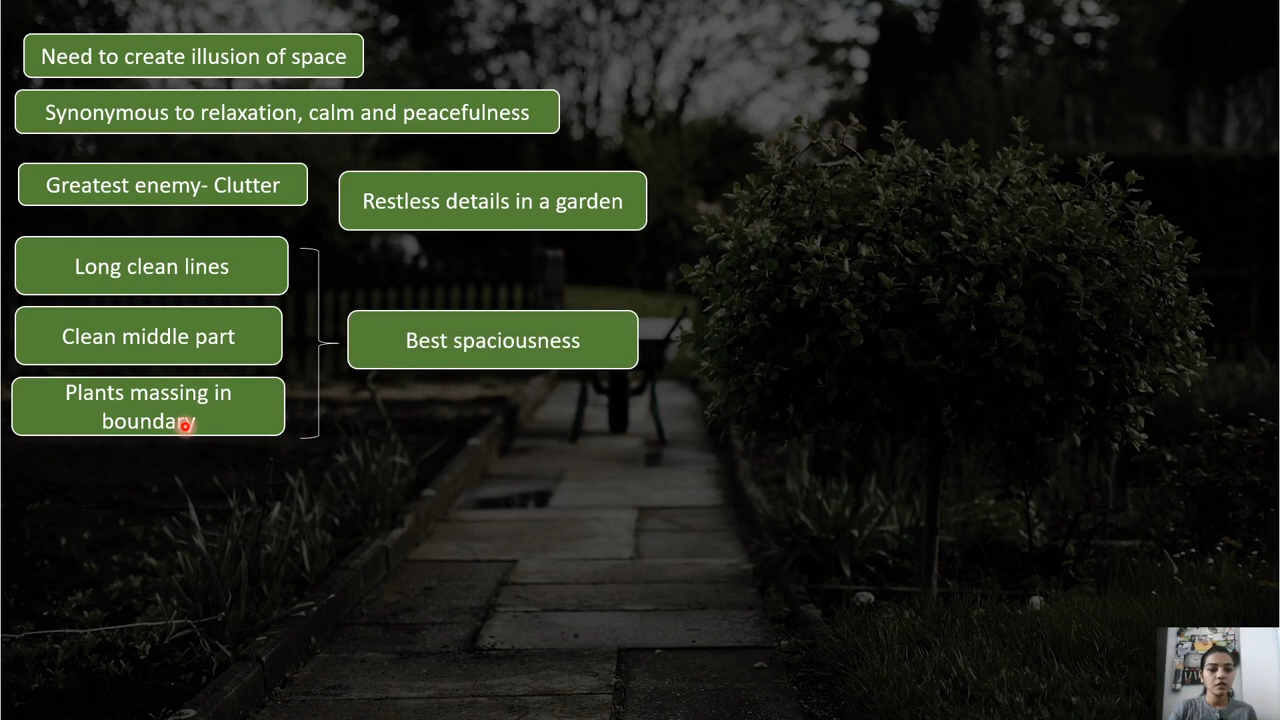 Need to create illusion of space
Synonymous to relaxation, calm and peacefulness
Greatest enemy- Clutter
Restless details in a garden
Long clean lines
Clean middle part
Best spaciousness
Plants massing in
boundary